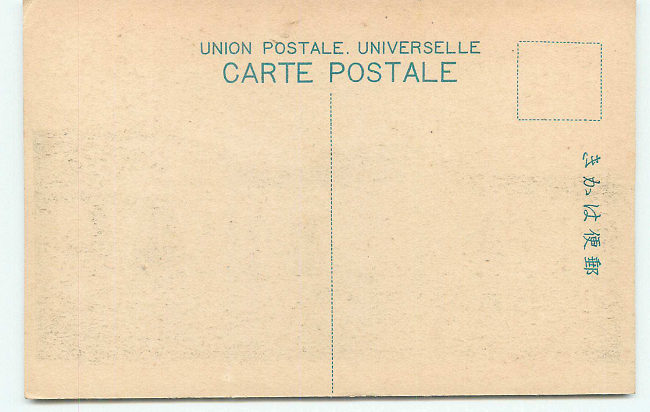 UNION POSTALE. UNIVERSELLE
CARTE POSTALE
きかは便郵